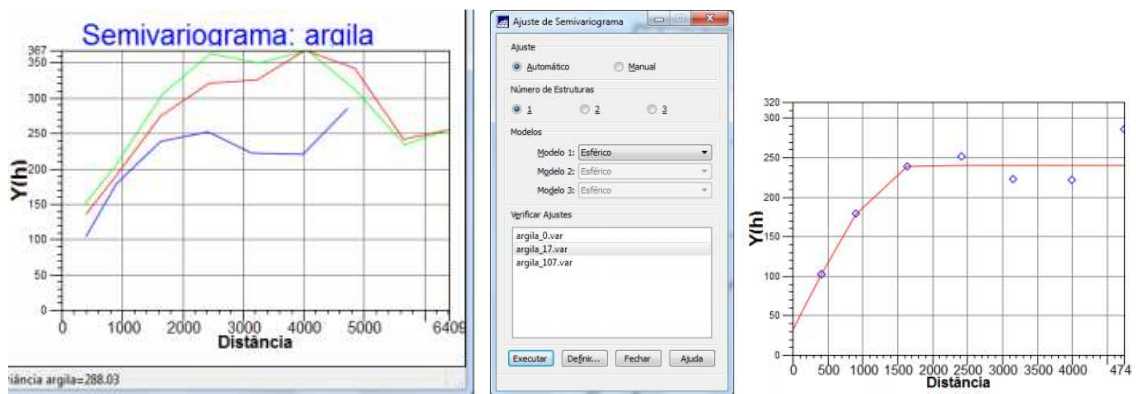 Semivariograma: argila
367
350
300
250
200
150
100
50
0
Y(h)
0 1000 2000 3000 4000 5000 6409
Distância
riância argila=288.03
Ajuste de Semivariograma
Ajuste
Automático Manual
Número de Estruturas
1 2 3
Modelos
Modelo 1: Esférico
Modelo 2: Esférico
Modelo 3: Esférico
Verificar Ajustes
argila_0.var
argila_17.var
argila_107.var
Executar Definir... Fechar Ajuda
320
300
250
200
150
100
50
0
Y(h)
0 500 1000 1500 2000 2500 3000 3500 4000 474
Distância